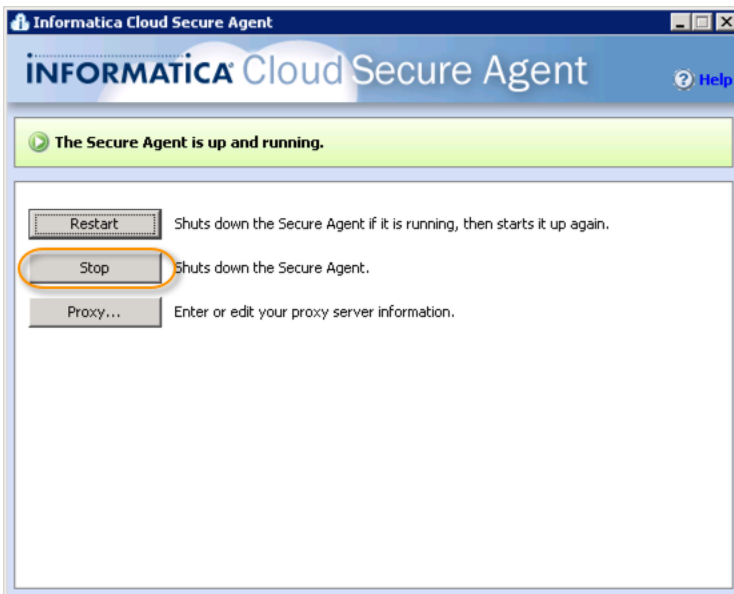 Informatica Cloud Secure Agent
INFORMATICA Cloud Secure Agent
Help
The Secure Agent is up and running.
Restart Shuts down the Secure Agent if it is running, then starts it up again.
Stop Shuts down the Secure Agent.
Proxy... Enter or edit your proxy server information.